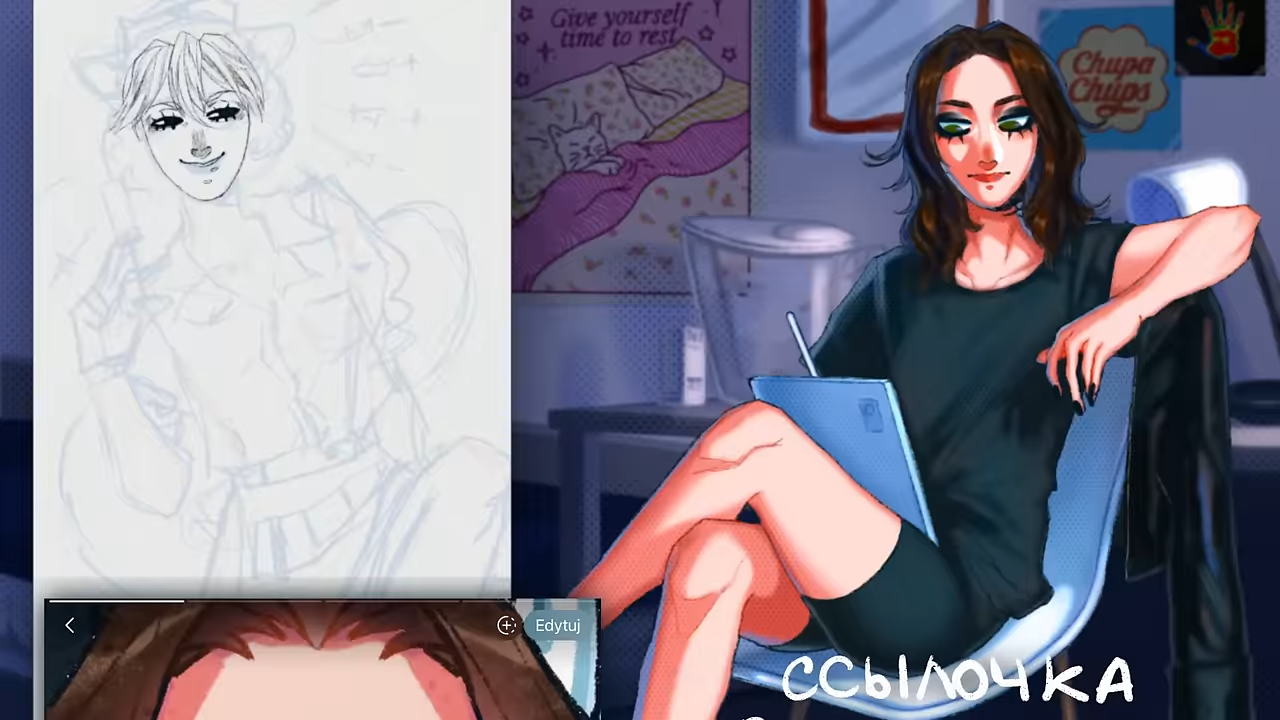 Give yourself
time to rest
Chupa
Chups
Edytuj
ССЫЛОЧКА